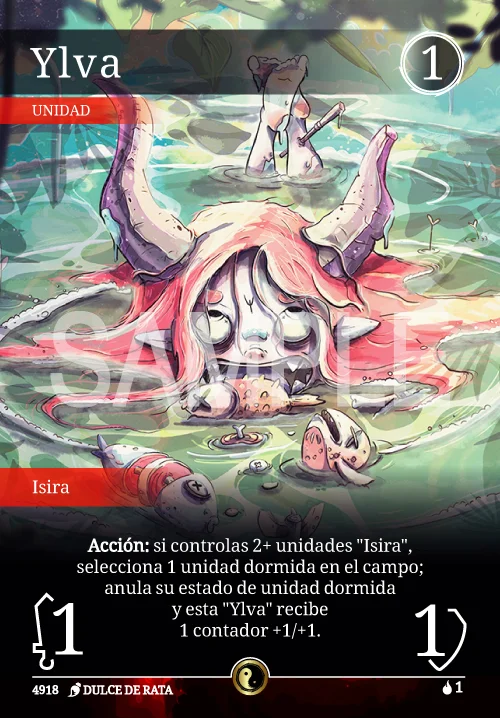 Ylva
1
UNIDAD
SAMPLE
Isira
Acción: si controlas 2+ unidades "Isira",
selecciona 1 unidad dormida en el campo;
anula su estado de unidad dormida
y esta "Ylva" recibe
1 contador +1/+1.
1
1
4918 DULCE DE RATA
1